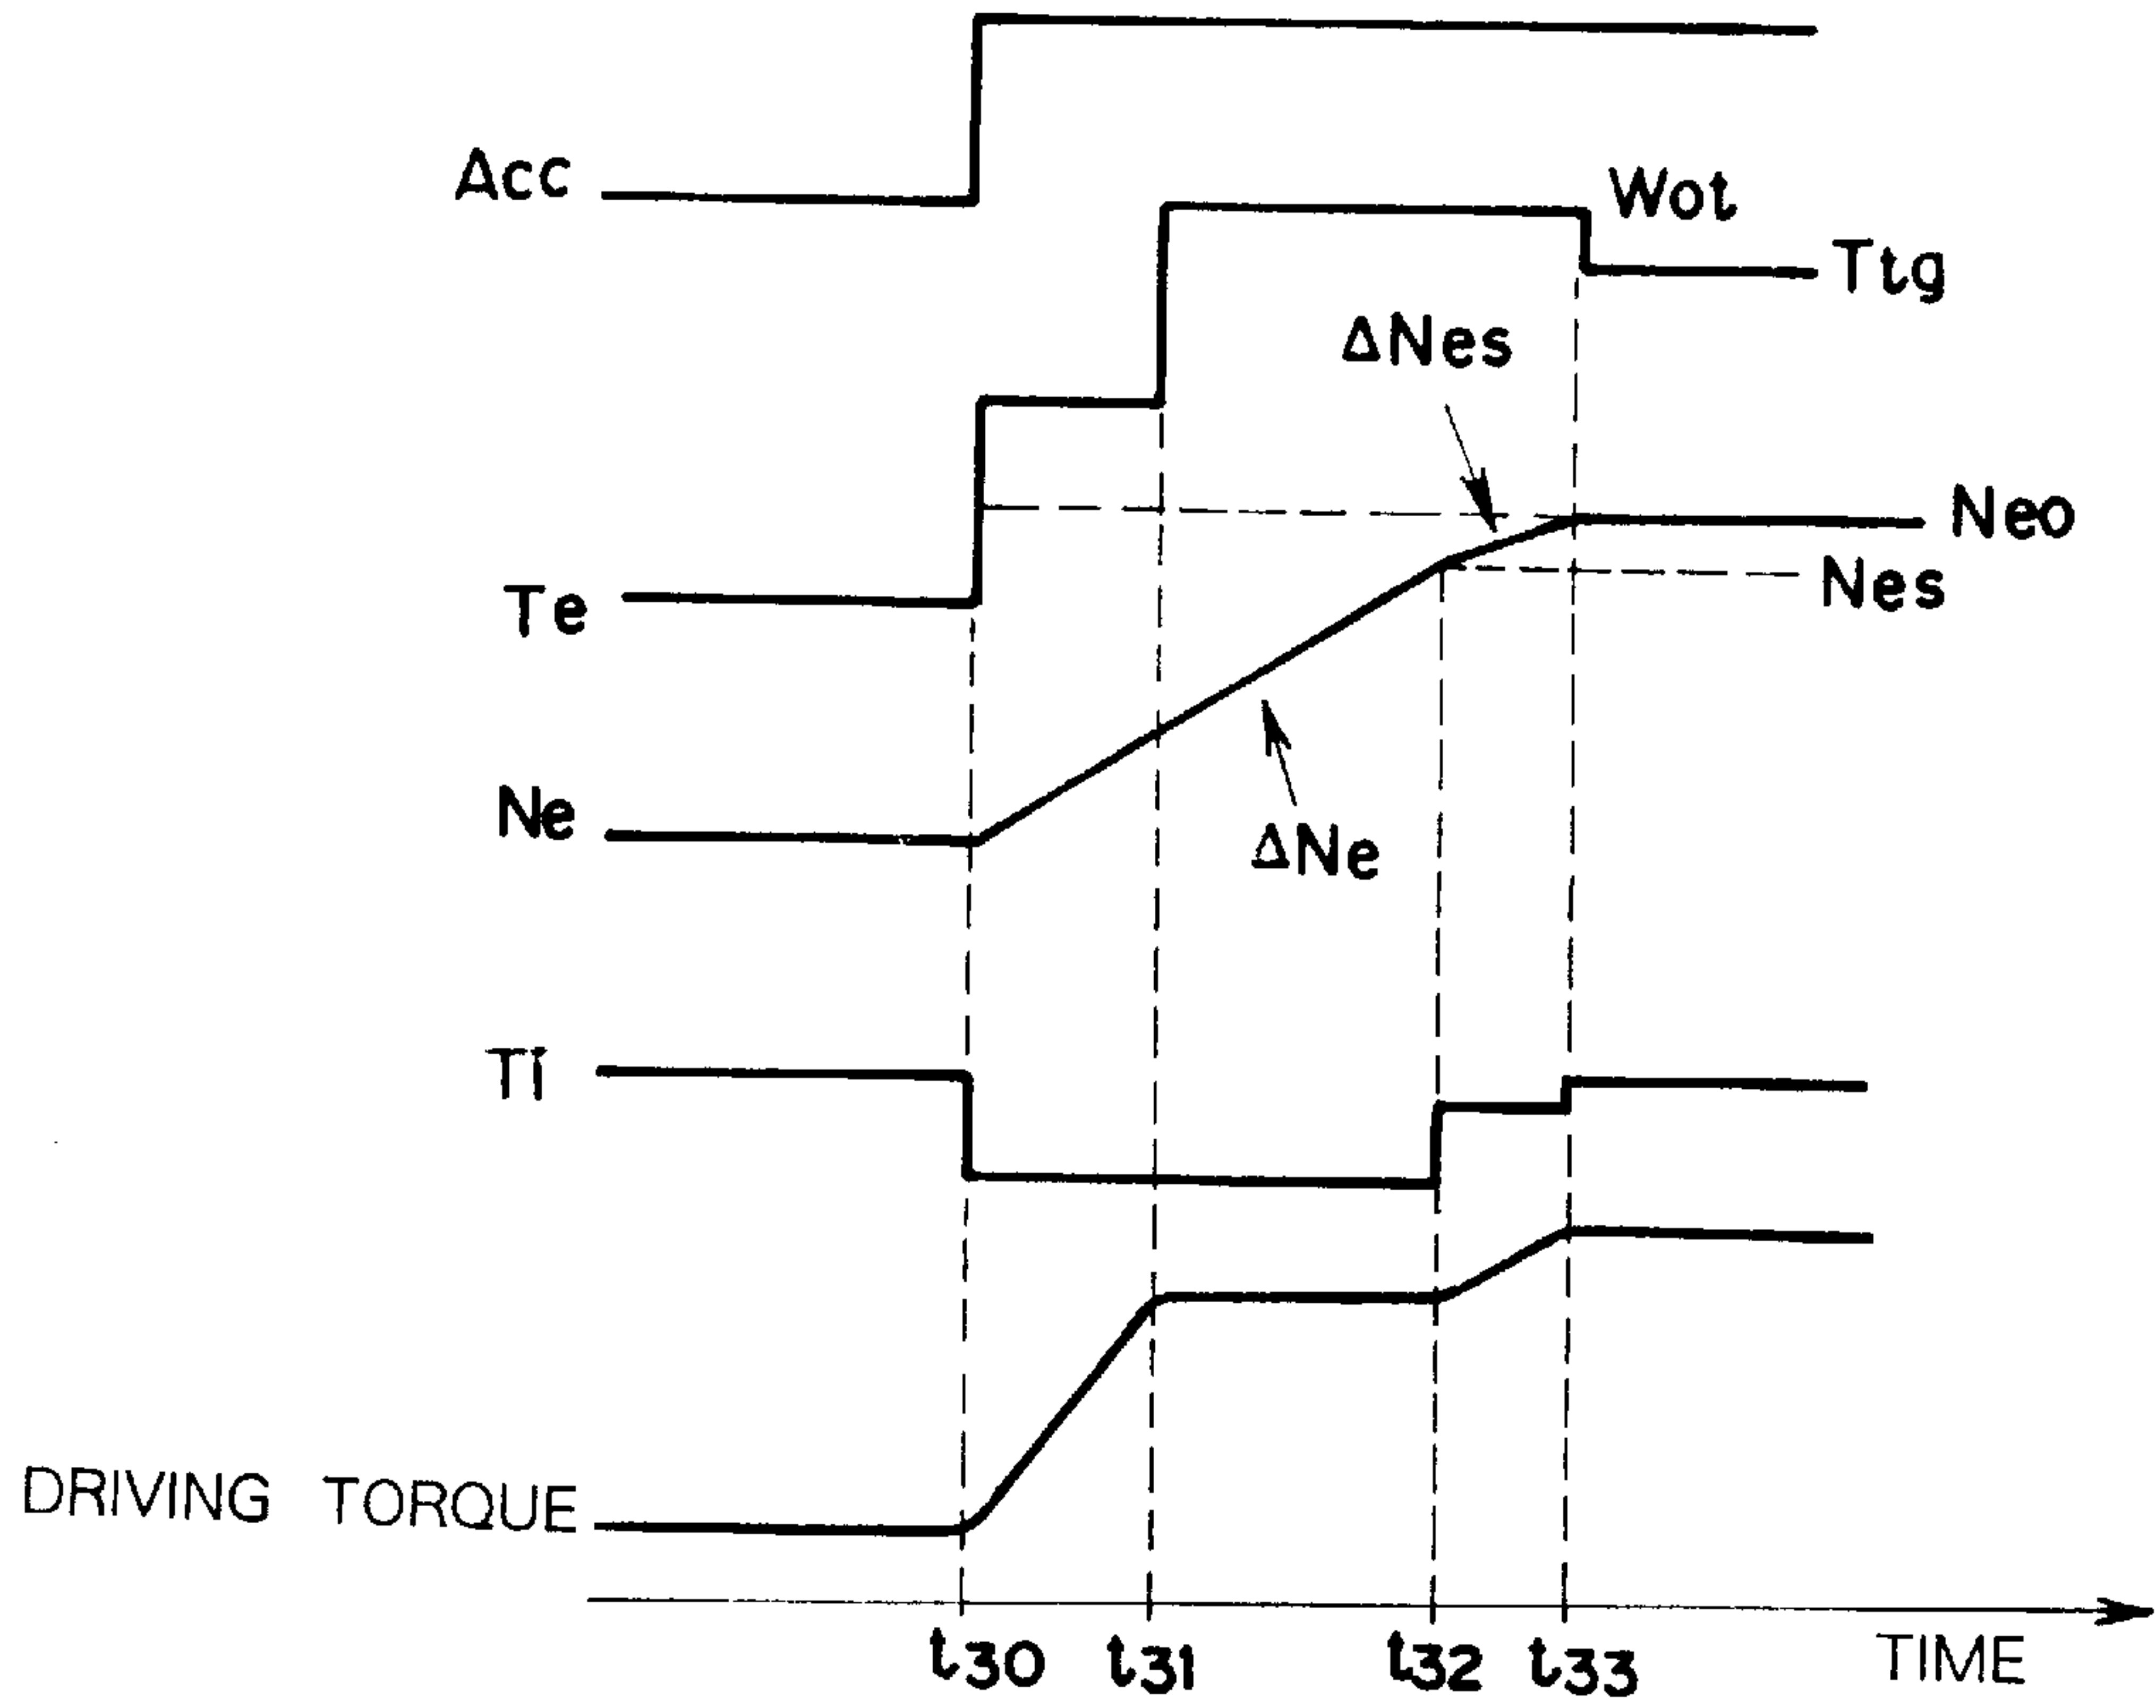 Acc
Wot
Ttg
ΔNes
Neo
Nes
Te
Ne
ΔNe
Ti
DRIVING TORQUE
t30 t31 t32 t33
TIME